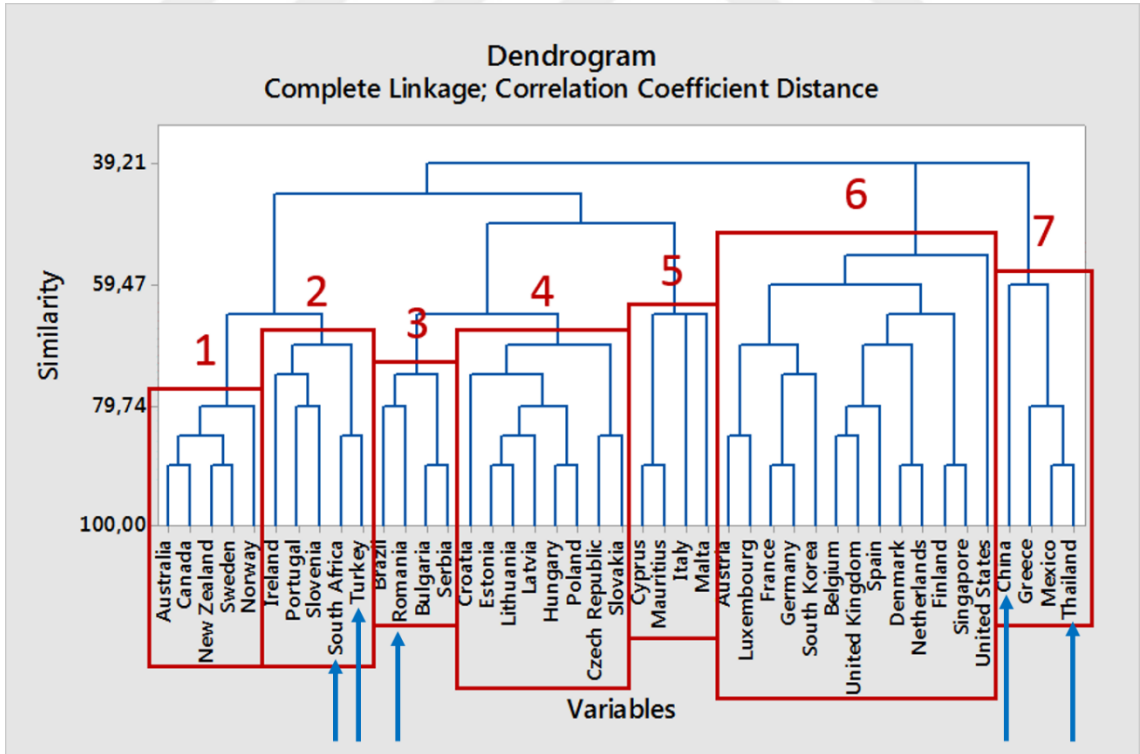 Dendrogram
Complete Linkage; Correlation Coefficient Distance
Similarity
39,21
59,47
79,74
100,00
1
2
3
4
5
6
7
Australia
Canada
New Zealand
Sweden
Norway
Ireland
Portugal
Slovenia
South Africa
Turkey
Brazil
Romania
Bulgaria
Serbia
Croatia
Estonia
Lithuania
Latvia
Hungary
Poland
Czech Republic
Slovakia
Cyprus
Mauritius
Italy
Malta
Austria
Luxembourg
France
Germany
South Korea
Belgium
United Kingdom
Spain
Denmark
Netherlands
Finland
Singapore
United States
China
Greece
Mexico
Thailand
Variables